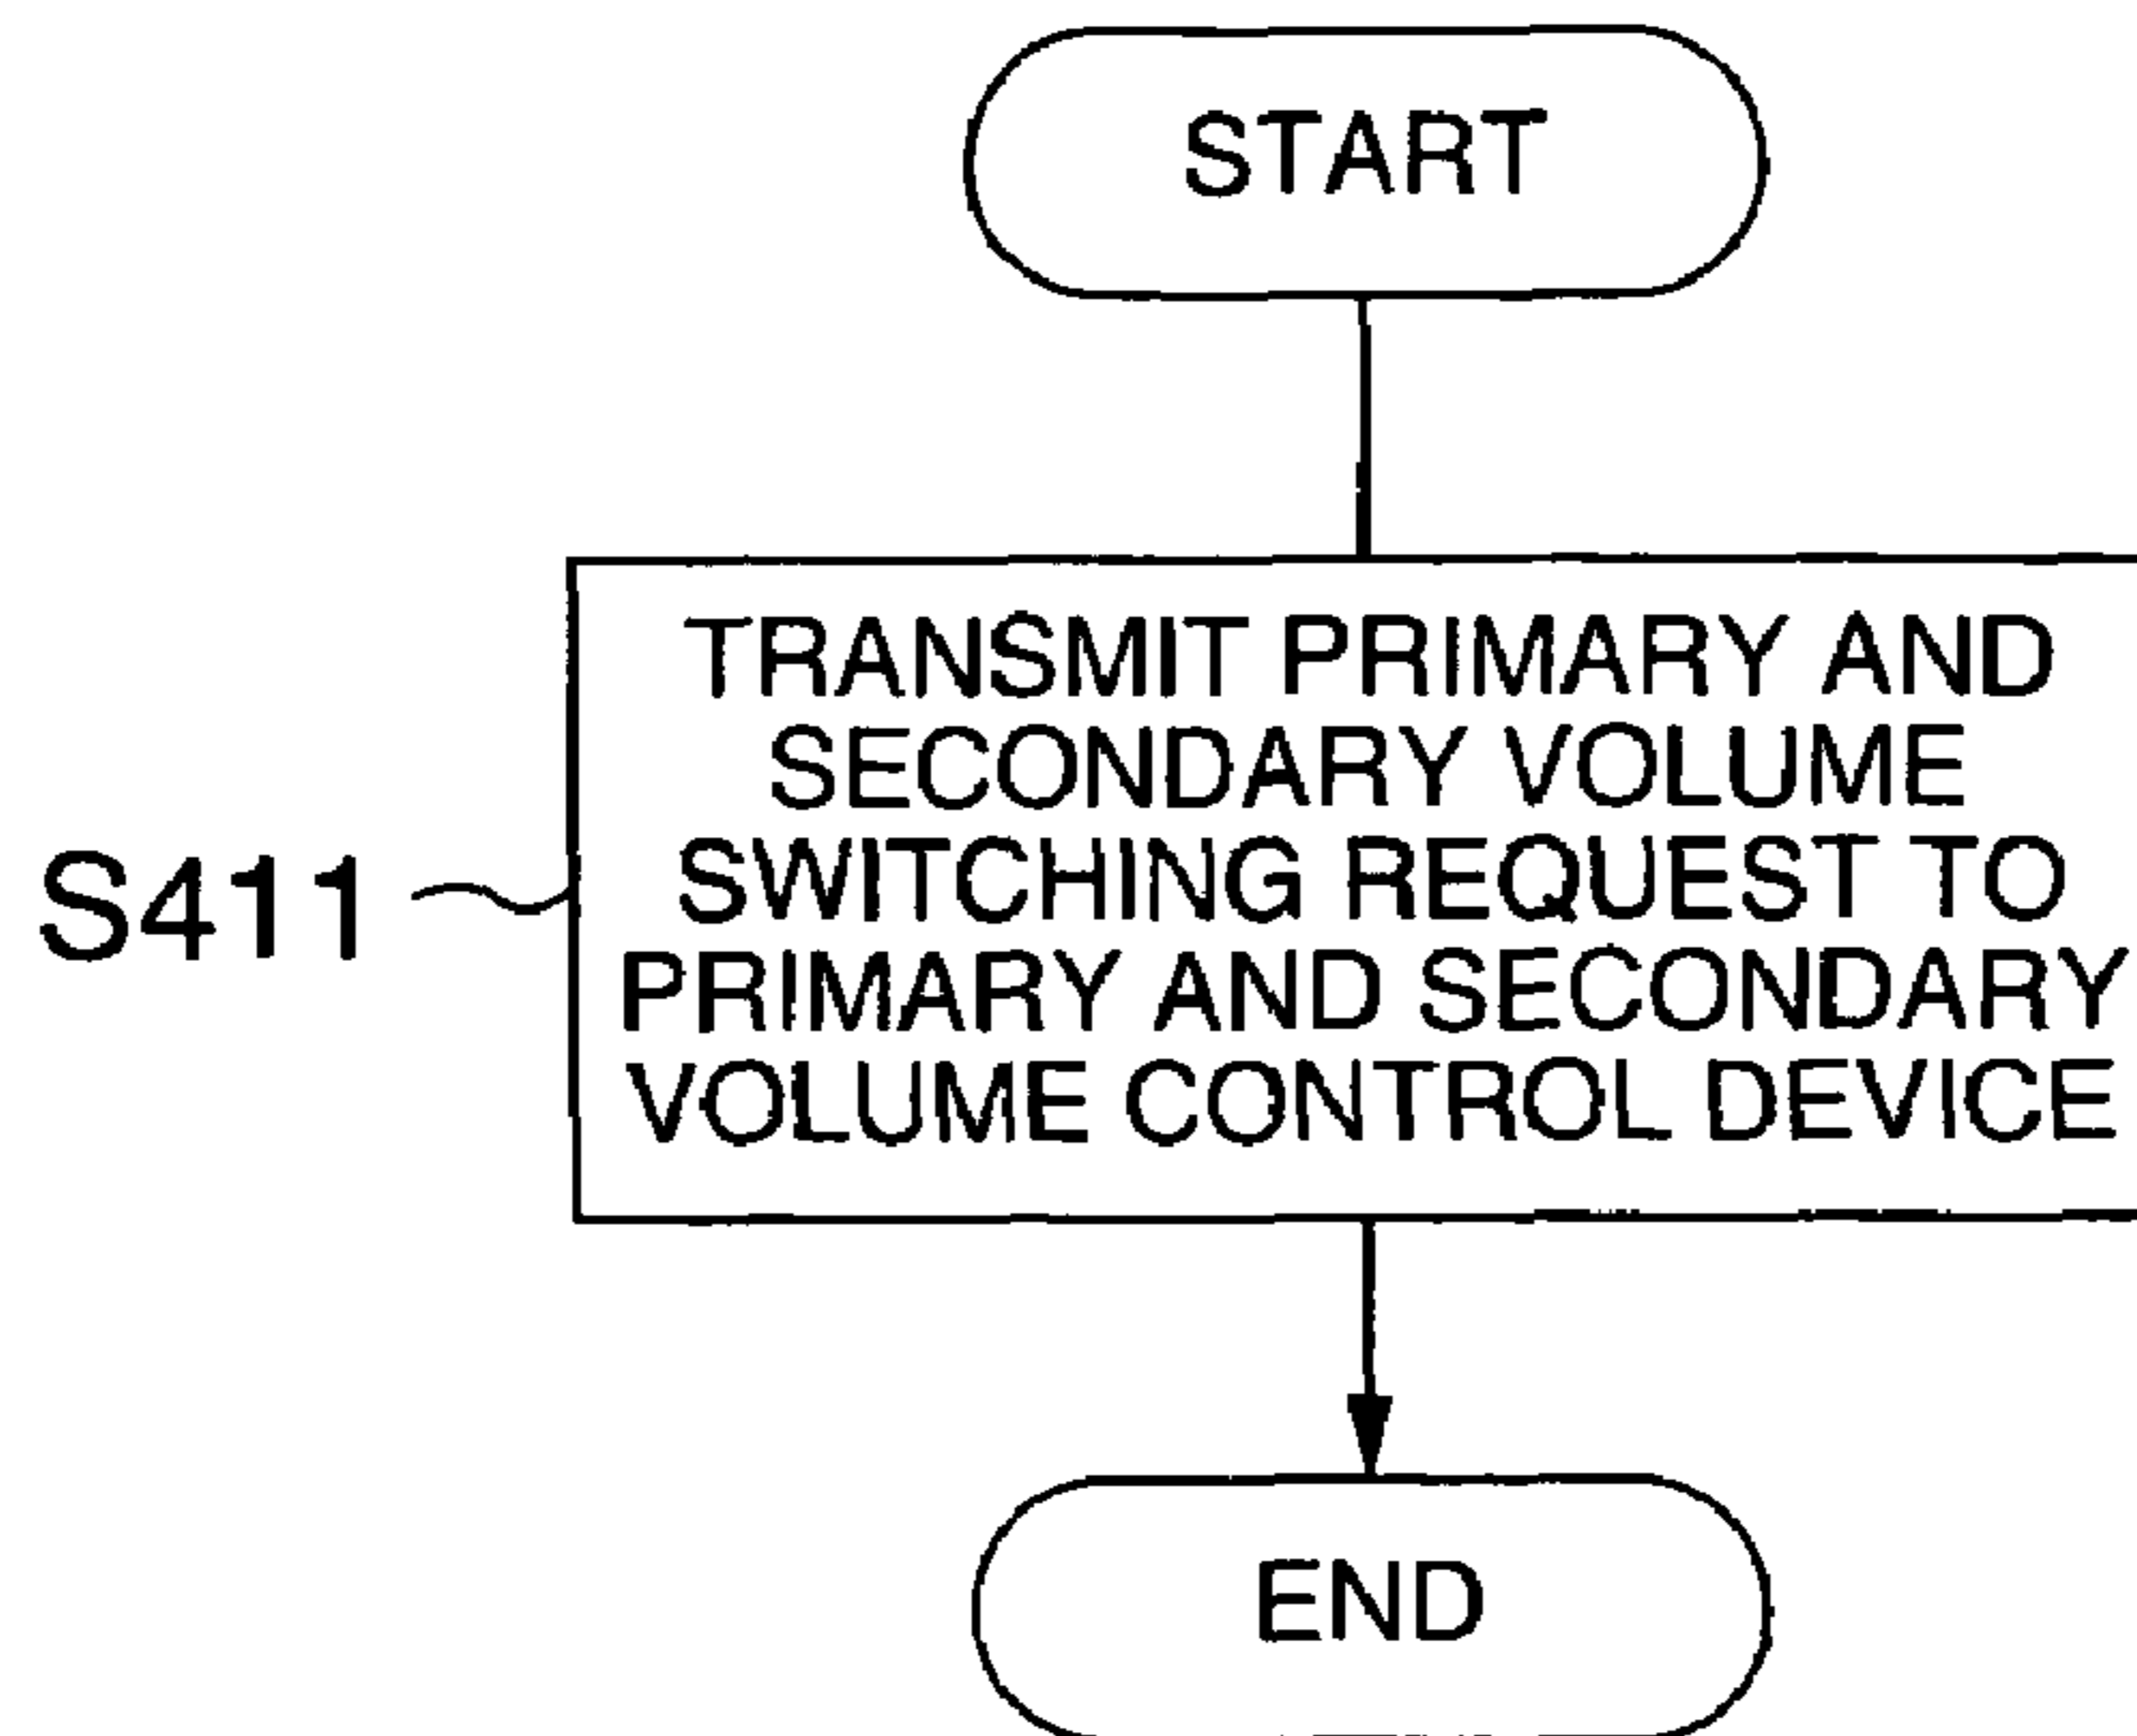 START
TRANSMIT PRIMARY AND
SECONDARY VOLUME
SWITCHING REQUEST TO
PRIMARY AND SECONDARY
VOLUME CONTROL DEVICE
S411
END